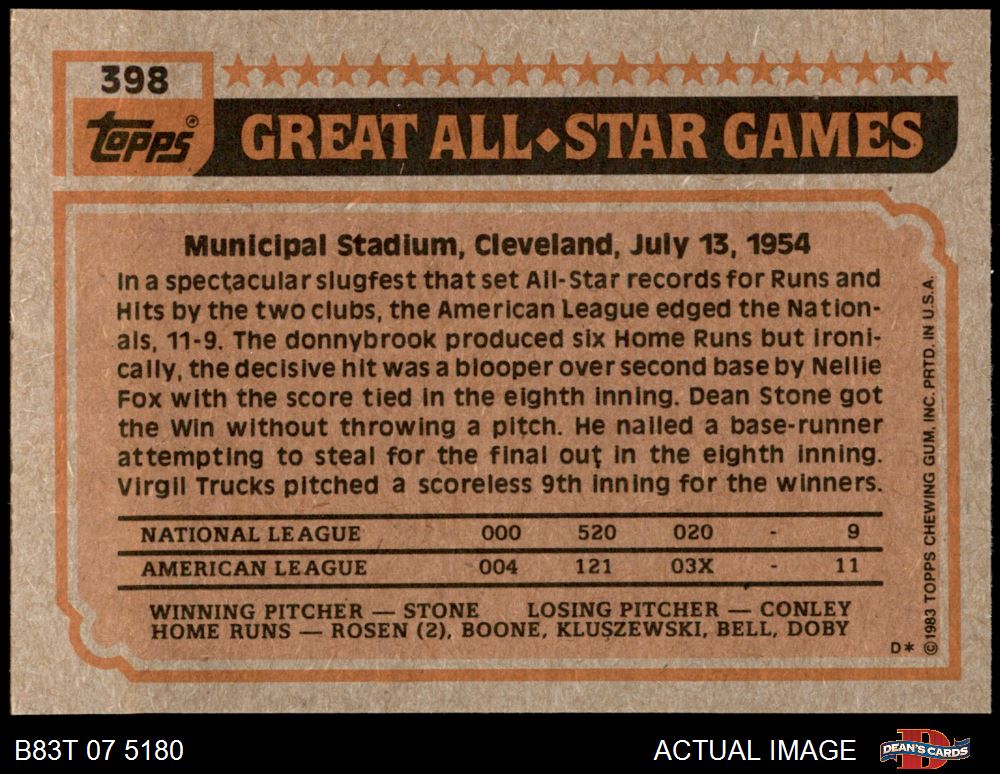 398
topps®
GREAT ALL◆STAR GAMES
Municipal Stadium, Cleveland, July 13, 1954
In a spectacular slugfest that set All-Star records for Runs and
Hits by the two clubs, the American League edged the Nation-
als, 11-9. The donnybrook produced six Home Runs but ironi-
cally, the decisive hit was a blooper over second base by Nellie
Fox with the score tied in the eighth inning. Dean Stone got
the Win without throwing a pitch. He nailed a base-runner
attempting to steal for the final out in the eighth inning.
Virgil Trucks pitched a scoreless 9th inning for the winners.
NATIONAL LEAGUE 000 520 020 - 9
AMERICAN LEAGUE 004 121 03X - 11
WINNING PITCHER — STONE LOSING PITCHER — CONLEY
HOME RUNS — ROSEN (2), BOONE, KLUSZEWSKI, BELL, DOBY
D* ©1983 TOPPS CHEWING GUM, INC. PRTD. IN U.S.A.
B83T 07 5180 ACTUAL IMAGE DEAN'S CARDS